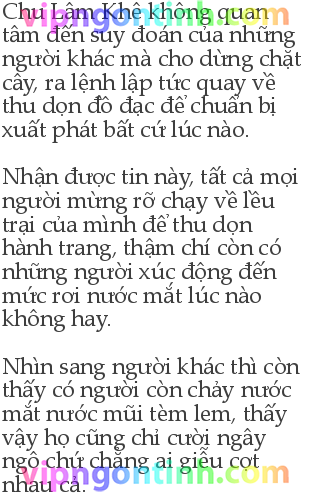 Chu Lâm Khê không quan
tâm đến suy đoán của những
người khác mà cho dừng chặt
cây, ra lệnh lập tức quay về
thu dọn đồ đạc để chuẩn bị
xuất phát bất cứ lúc nào.
Nhận được tin này, tất cả mọi
người mừng rỡ chạy về lều
trại của mình để thu dọn
hành trang, thậm chí còn có
những người xúc động đến
mức rơi nước mắt lúc nào
không hay.
Nhìn sang người khác thì còn
thấy có người còn chảy nước
mắt nước mũi tèm lem, thấy
vậy họ cũng chỉ cười ngây
ngô chứ chẳng ai giễu cợt
nhau cả.
vipngontinh.com
vipngontinh.com